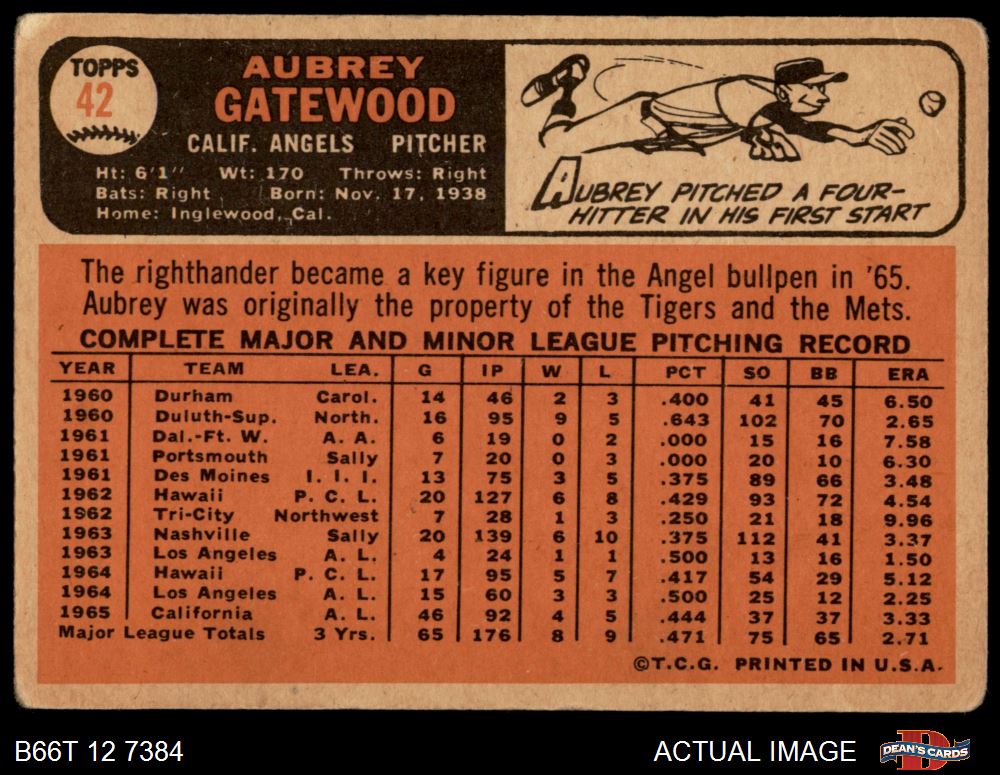 TOPPS
42
AUBREY
GATEWOOD
CALIF. ANGELS PITCHER
Ht: 6'1" Wt: 170 Throws: Right
Bats: Right Born: Nov. 17, 1938
Home: Inglewood, Cal.
AUBREY PITCHED A FOUR-
HITTER IN HIS FIRST START
The righthander became a key figure in the Angel bullpen in '65.
Aubrey was originally the property of the Tigers and the Mets.
COMPLETE MAJOR AND MINOR LEAGUE PITCHING RECORD
YEAR TEAM LEA. G IP W L PCT SO BB ERA
1960 Durham Carol. 14 46 2 3 .400 41 45 6.50
1960 Duluth-Sup. North. 16 95 9 5 .643 102 70 2.65
1961 Dal.-Ft. W. A. A. 6 19 0 2 .000 15 16 7.58
1961 Portsmouth Sally 7 20 0 3 .000 20 10 6.30
1961 Des Moines I. I. I. 13 75 3 5 .375 89 66 3.48
1962 Hawaii P. C. L. 20 127 6 8 .429 93 72 4.54
1962 Tri-City Northwest 7 28 1 3 .250 21 18 9.96
1963 Nashville Sally 20 139 6 10 .375 112 41 3.37
1963 Los Angeles A. L. 4 24 1 1 .500 13 16 1.50
1964 Hawaii P. C. L. 17 95 5 7 .417 54 29 5.12
1964 Los Angeles A. L. 15 60 3 3 .500 25 12 2.25
1965 California A. L. 46 92 4 5 .444 37 37 3.33
Major League Totals 3 Yrs. 65 176 8 9 .471 75 65 2.71
©T.C.G. PRINTED IN U.S.A.
B66T 12 7384 ACTUAL IMAGE DEAN'S CARDS